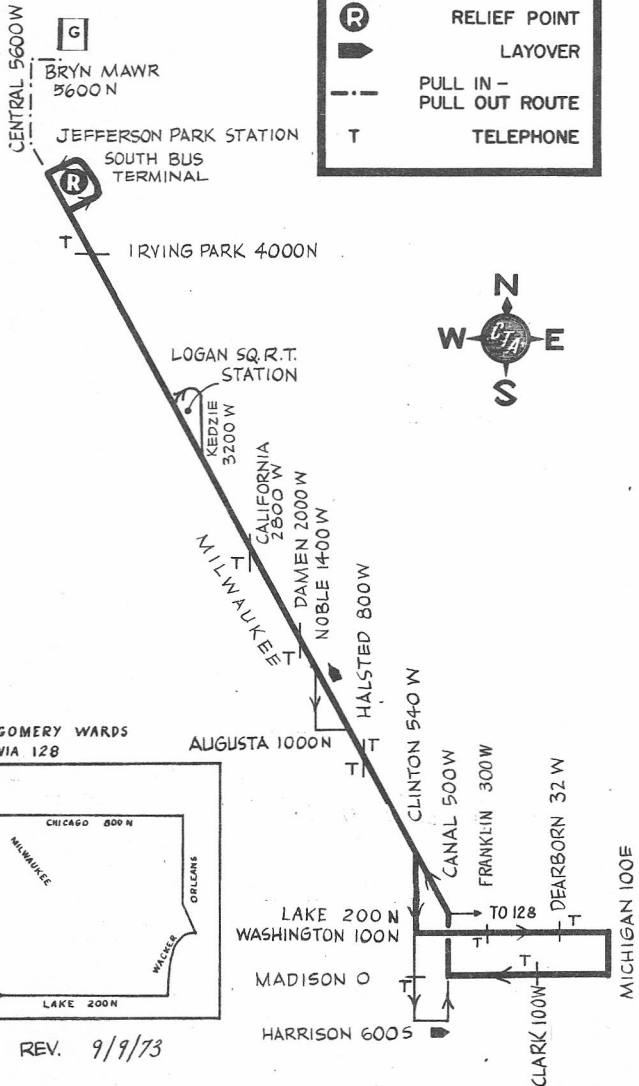 R RELIEF POINT
LAYOVER
PULL IN –
PULL OUT ROUTE
T TELEPHONE
G
CENTRAL 5600W
BRYN MAWR
5600 N
JEFFERSON PARK STATION
SOUTH BUS
TERMINAL
R
T
IRVING PARK 4000N
N
W CTA E
S
LOGAN SQ. R.T.
STATION
KEDZIE
3200 W
CALIFORNIA
2800 W
T
DAMEN 2000 W
NOBLE 1400W
MILWAUKEE
T
HALSTED 800W
AUGUSTA 1000N
T
T
CLINTON 540 W
CANAL 500W
FRANKLIN 300W
DEARBORN 32 W
MICHIGAN 100E
LAKE 200 N
TO 128
T
WASHINGTON 100N
T
T
MADISON 0
T
HARRISON 600S
CLARK 100W
GOMERY WARDS
VIA 128
CHICAGO 800 N
MILWAUKEE
ORLEANS
WACKER
LAKE 200N
REV. 9/9/73